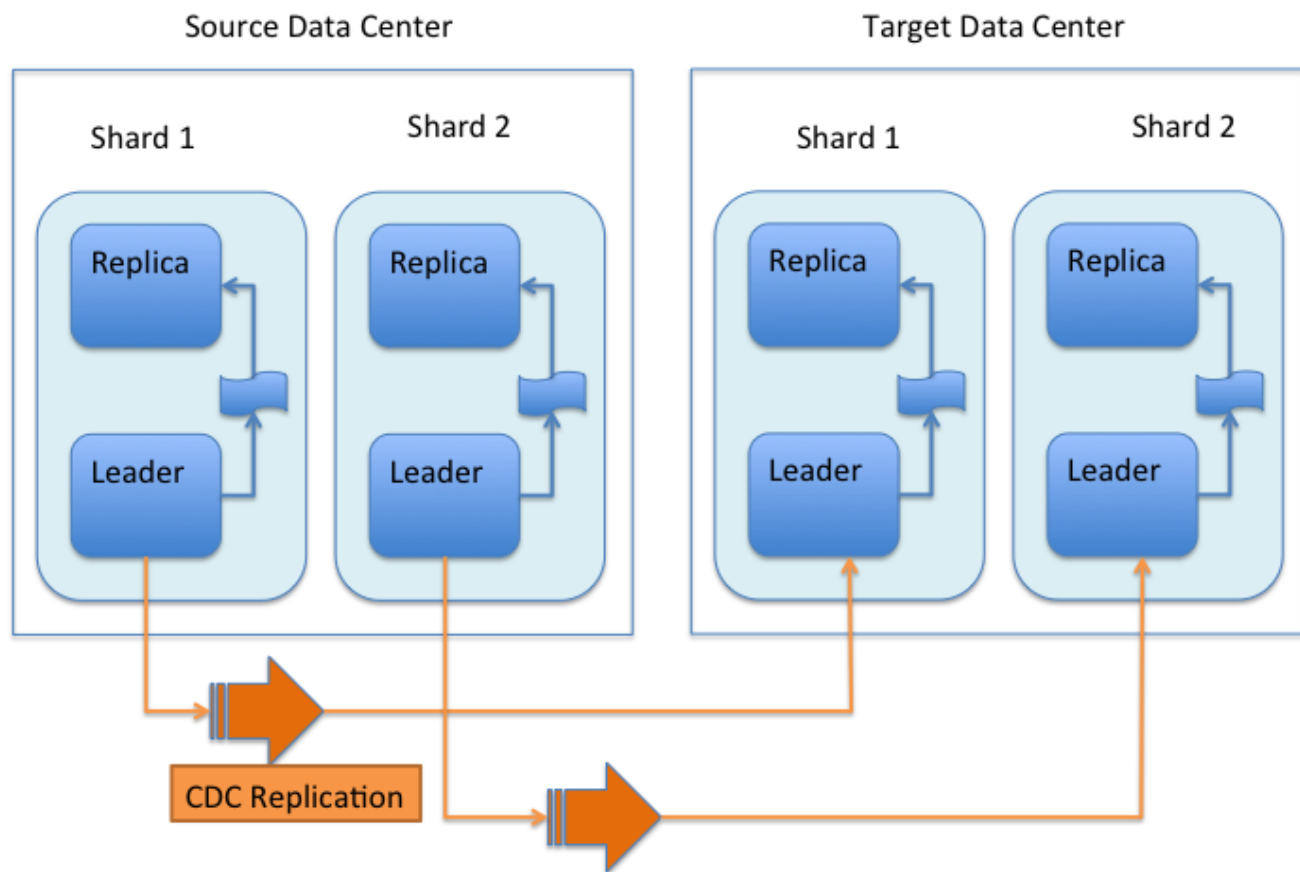 Source Data Center
Target Data Center
Shard 1
Shard 2
Shard 1
Shard 2
Replica
Replica
Replica
Replica
Leader
Leader
Leader
Leader
CDC Replication